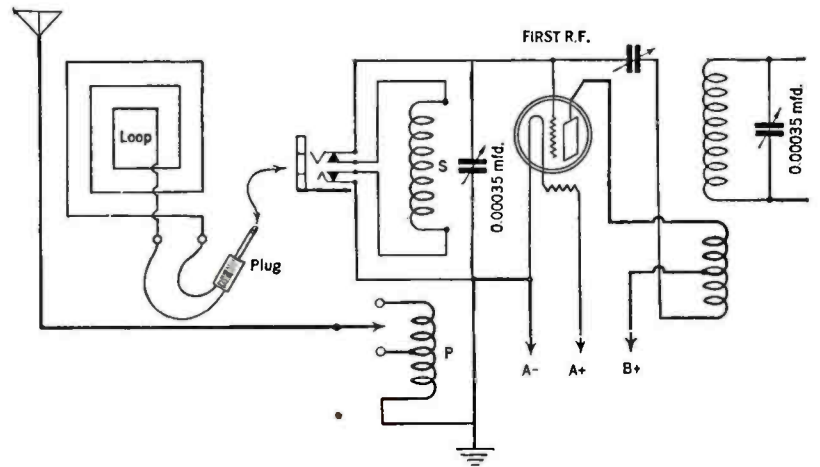 FIRST R.F.
Loop
S
0.00035 mfd.
0.00035 mfd.
Plug
P
A-
A+
B+